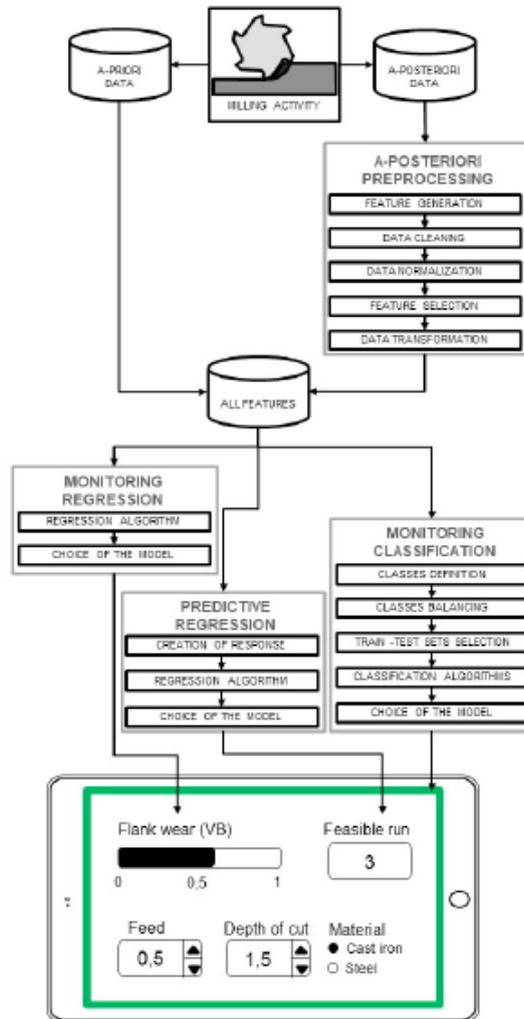 A-PRIORI
DATA
MILLING ACTIVITY
A-POSTERIORI
DATA
A-POSTERIORI
PREPROCESSING
FEATURE GENERATION
DATA CLEANING
DATA NORMALIZATION
FEATURE SELECTION
DATA TRANSFORMATION
ALL FEATURES
MONITORING
REGRESSION
REGRESSION ALGORITHM
CHOICE OF THE MODEL
PREDICTIVE
REGRESSION
CREATION OF RESPONSE
REGRESSION ALGORITHM
CHOICE OF THE MODEL
MONITORING
CLASSIFICATION
CLASSES DEFINITION
CLASSES BALANCING
TRAIN -TEST SETS SELECTION
CLASSIFICATION ALGORITHMS
CHOICE OF THE MODEL
Flank wear (VB)
0 0,5 1
Feasible run
3
Feed
0,5
Depth of cut
1,5
Material
Cast iron
Steel